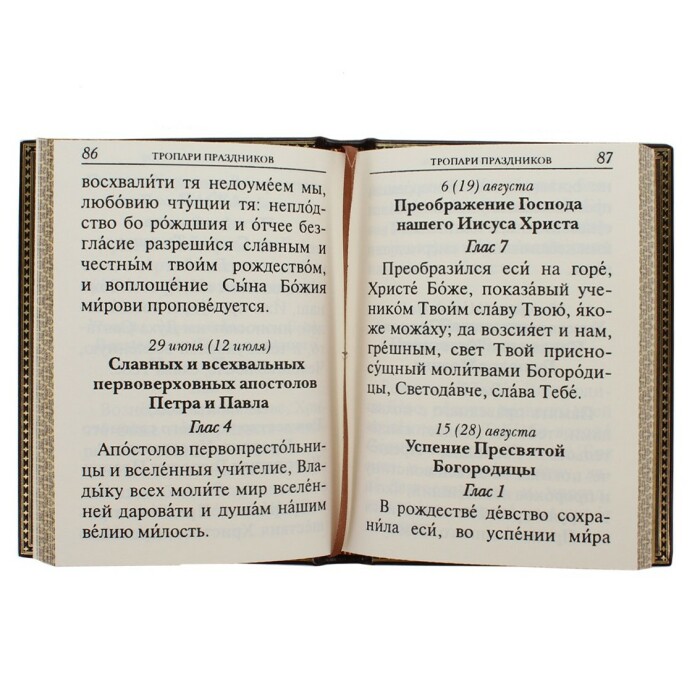 86 ТРОПАРИ ПРАЗДНИКОВ
восхвали́ти тя недоуме́ем мы,
любо́вию чту́щии тя: непло́д-
ство бо ро́ждшия и о́тчее без-
гла́сие разреши́ся сла́вным и
че́стным твои́м рождество́м,
и воплоще́ние Сы́на Бо́жия
ми́рови пропове́дуется.
29 июня (12 июля)
Славных и всехвальных
первоверховных апостолов
Петра и Павла
Глас 4
Апо́столов первопресто́льни-
цы и вселе́нныя учи́телие, Вла-
ды́ку всех моли́те мир вселе́н-
ней дарова́ти и душа́м на́шим
ве́лию ми́лость.
ТРОПАРИ ПРАЗДНИКОВ 87
6 (19) августа
Преображение Господа
нашего Иисуса Христа
Глас 7
Преобрази́лся еси́ на горе́,
Христе́ Бо́же, показа́вый уче-
нико́м Твои́м сла́ву Твою́, я́ко-
же можа́ху; да возсия́ет и нам,
гре́шным, свет Твой присно-
су́щный моли́твами Богоро́ди-
цы, Светода́вче, сла́ва Тебе́.
15 (28) августа
Успение Пресвятой
Богородицы
Глас 1
В рождестве́ де́вство сохра-
ни́ла еси́, во успе́нии ми́ра